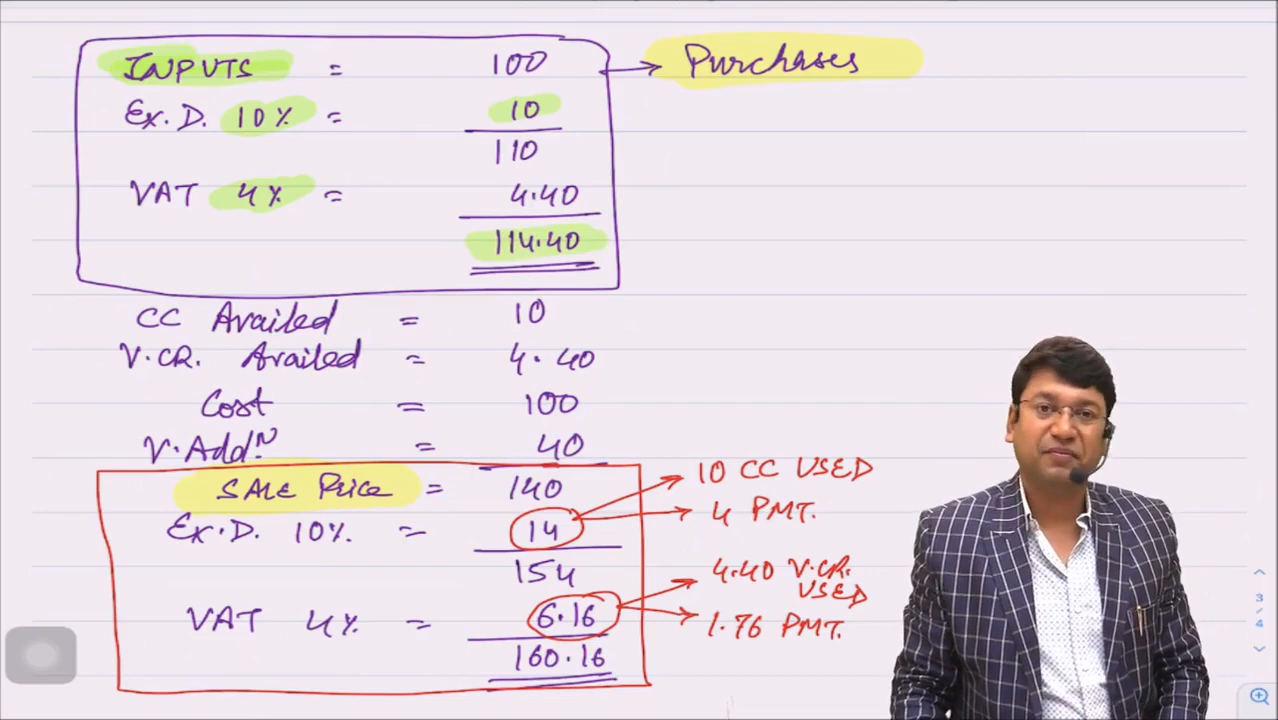 INPUTS = 100 → Purchases
Ex.D. 10% = 10
110
VAT 4% = 4.40
114.40
CC Availed = 10
V.CR. Availed = 4.40
Cost = 100
V.Addn. = 40
SALE Price = 140
Ex.D. 10% = 14
154
VAT 4% = 6.16
160.16
10 CC USED
4 PMT.
4.40 V.CR.
USED
1.76 PMT.
3
4